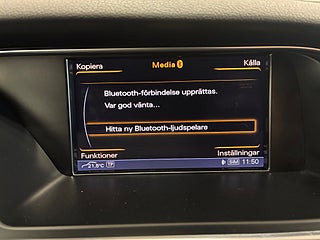 Kopiera Media Källa
Bluetooth-förbindelse upprättas.
Var god vänta...
Hitta ny Bluetooth-ljudspelare
Funktioner Inställningar
21,5°C TP SIM 11:50